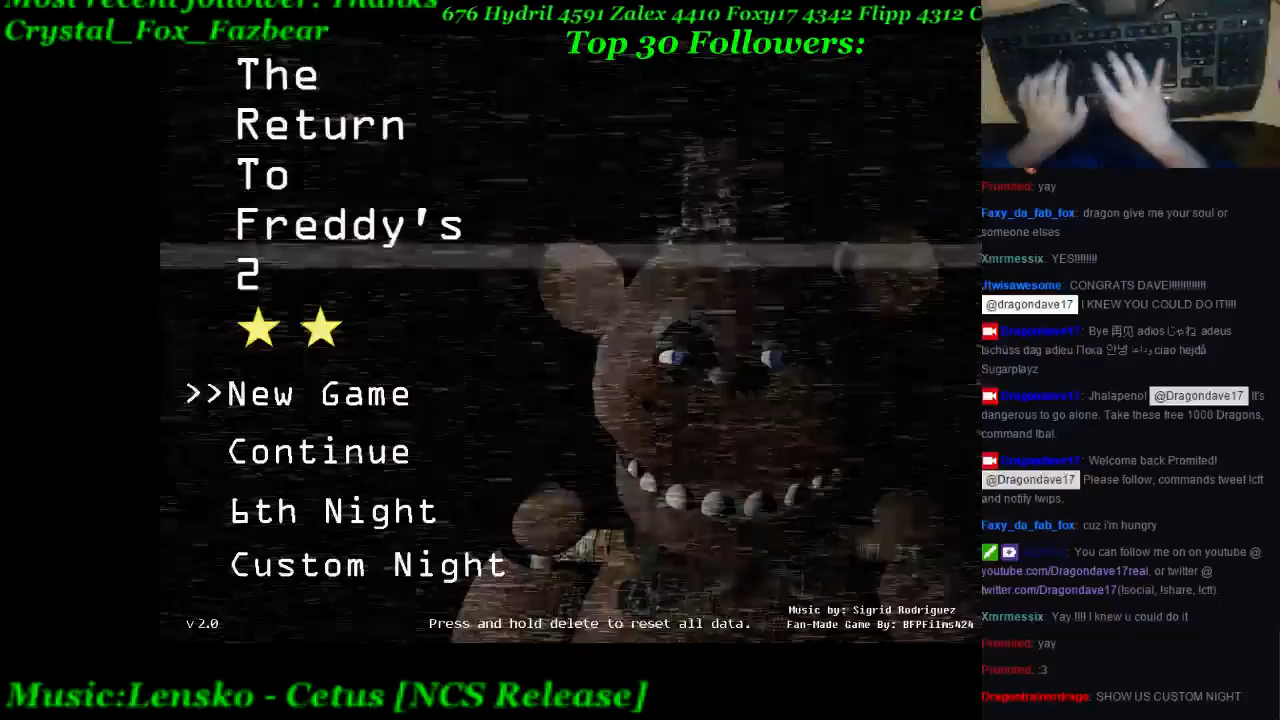 Most recent follower: Thanks
Crystal_Fox_Fazbear
676 Hydril 4591 Zalex 4410 Foxy17 4342 Flipp 4312
Top 30 Followers:
The
Return
To
Freddy's
2
>>New Game
Continue
6th Night
Custom Night
v 2.0
Press and hold delete to reset all data.
Music by: Sigrid Rodriguez
Fan-Made Game By: BFPFilms424
Music:Lensko - Cetus [NCS Release]
Promited: yay
Faxy_da_fab_fox: dragon give me your soul or
someone elses
Xmrmessix: YES!!!!!!!!
Jtwisawesome: CONGRATS DAVE!!!!!!!!!!!!!
@dragondave17 I KNEW YOU COULD DO IT!!!!
Dragondave17: Bye 再见 adios じゃね adeus
tschüss dag adieu Пока 안녕 وداعا ciao hejdå
Sugarplayz
Dragondave17: Jhalapeno! @Dragondave17 It's
dangerous to go alone. Take these free 1000 Dragons,
command !bal.
Dragondave17: Welcome back Promited!
@Dragondave17 Please follow, commands tweet !ctt
and notify !wips.
Faxy_da_fab_fox: cuz i'm hungry
: You can follow me on on youtube @
youtube.com/Dragondave17real, or twitter @
twitter.com/Dragondave17(!social, !share, !ctt).
Xmrmessix: Yay !!!! I knew u could do it
Promited: yay
Promited: :3
Dragontrainerdrago: SHOW US CUSTOM NIGHT